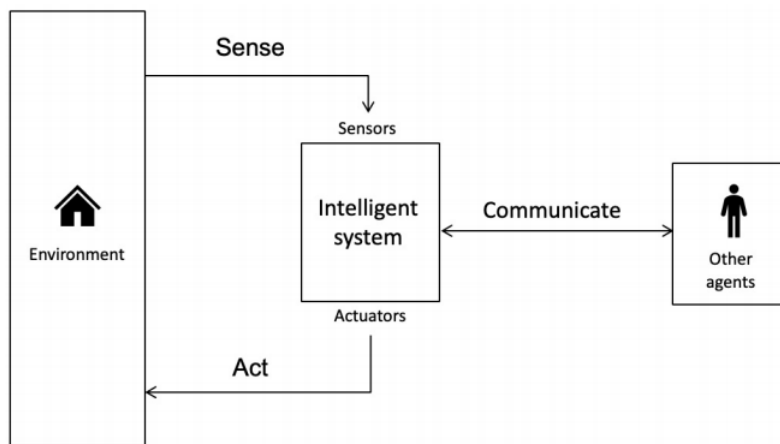 Sense
Sensors
Intelligent
system
Communicate
Environment
Other
agents
Actuators
Act